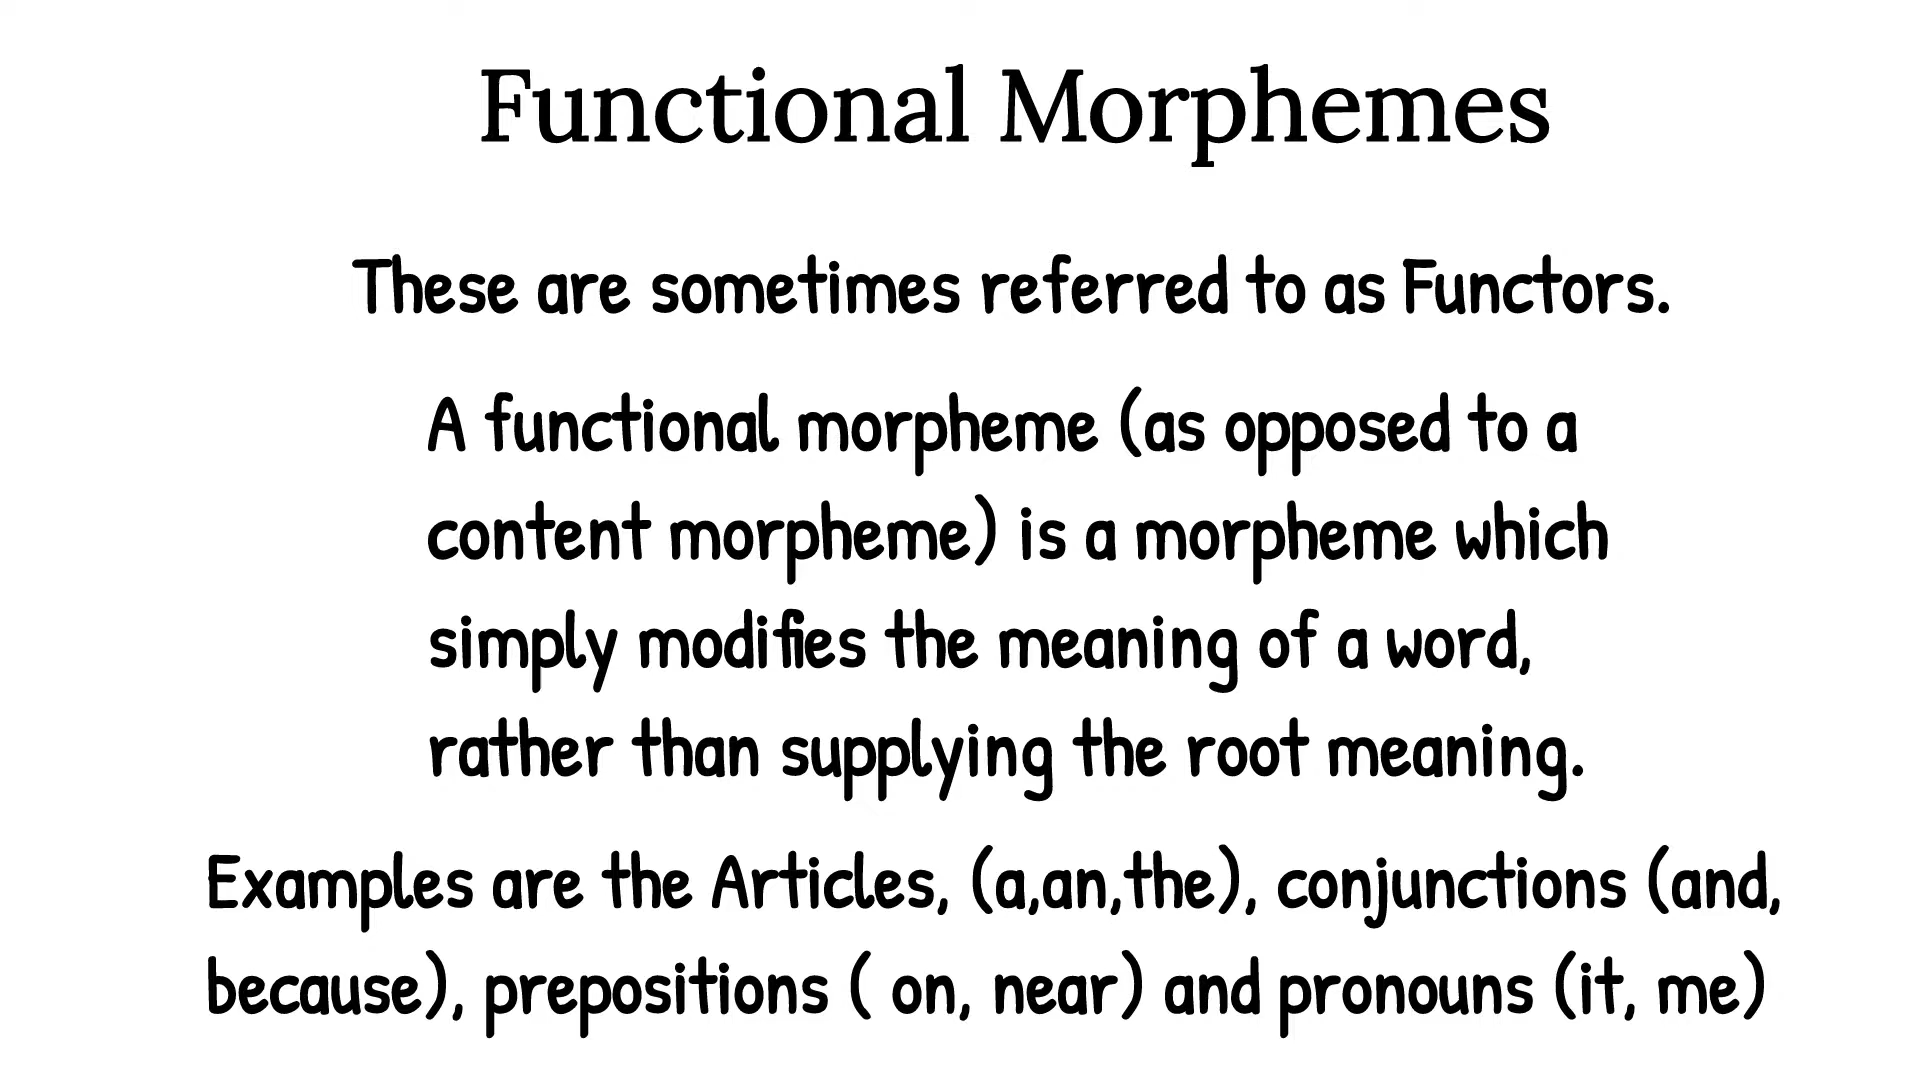 Functional Morphemes
These are sometimes referred to as Functors.
A functional morpheme (as opposed to a
content morpheme) is a morpheme which
simply modifies the meaning of a word,
rather than supplying the root meaning.
Examples are the Articles, (a,an,the), conjunctions (and,
because), prepositions ( on, near) and pronouns (it, me)